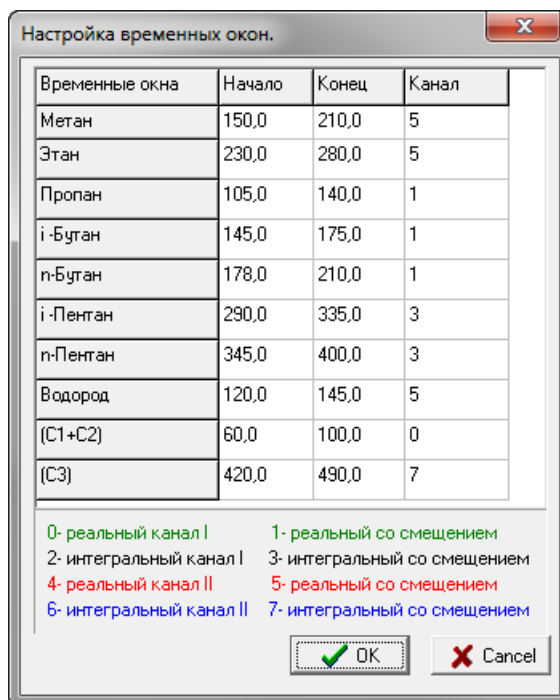 Настройка временных окон.
Временные окна Начало Конец Канал
Метан 150,0 210,0 5
Этан 230,0 280,0 5
Пропан 105,0 140,0 1
i -Бутан 145,0 175,0 1
n-Бутан 178,0 210,0 1
i -Пентан 290,0 335,0 3
n-Пентан 345,0 400,0 3
Водород 120,0 145,0 5
(C1+C2) 60,0 100,0 0
(C3) 420,0 490,0 7
0- реальный канал I 1- реальный со смещением
2- интегральный канал I 3- интегральный со смещением
4- реальный канал II 5- реальный со смещением
6- интегральный канал II 7- интегральный со смещением
OK Cancel